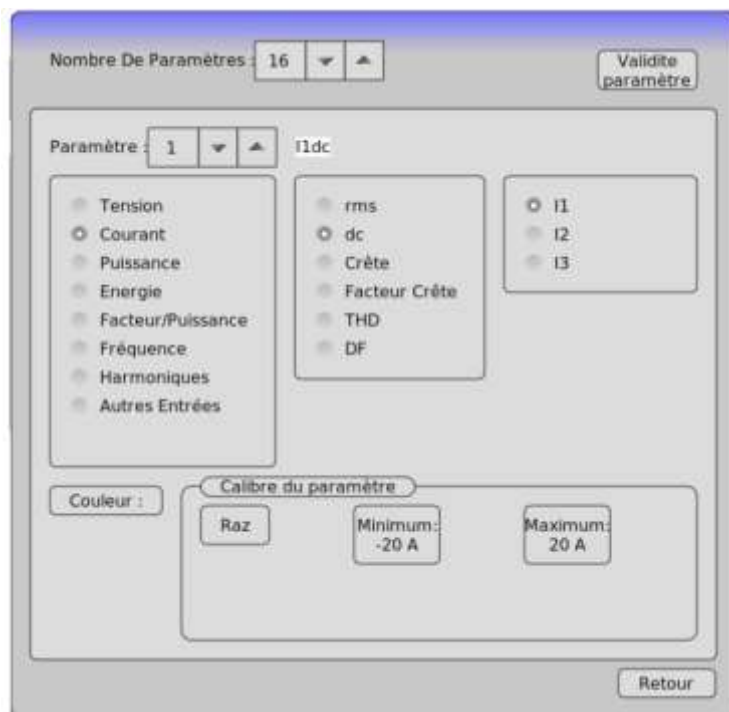 Nombre De Paramètres : 16
Validite
paramètre
Paramètre : 1 I1dc
Tension
Courant
Puissance
Energie
Facteur/Puissance
Fréquence
Harmoniques
Autres Entrées
rms
dc
Crête
Facteur Crête
THD
DF
I1
I2
I3
Couleur :
Calibre du paramètre
Raz
Minimum:
-20 A
Maximum:
20 A
Retour